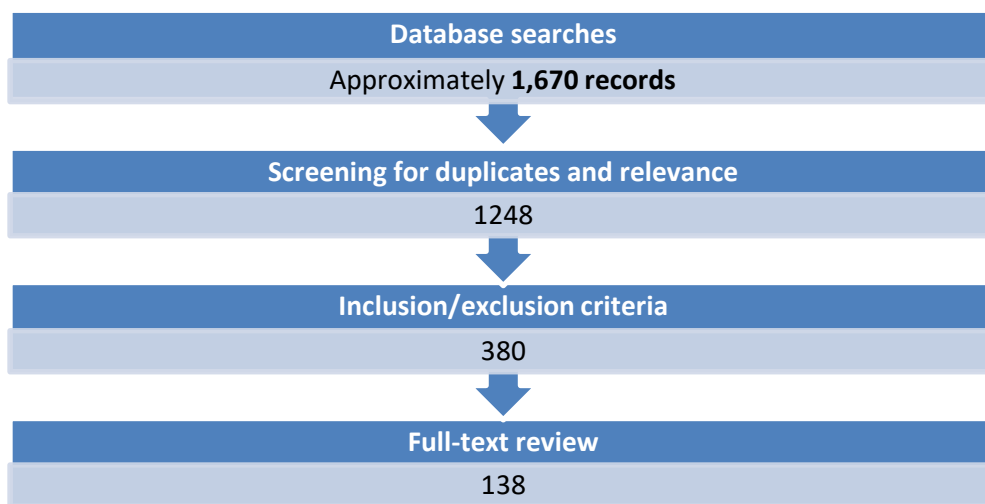 Database searches
Approximately 1,670 records
Screening for duplicates and relevance
1248
Inclusion/exclusion criteria
380
Full-text review
138